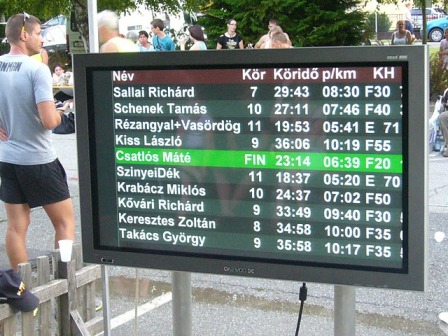 Név Kör Köridő p/km KH
Sallai Richárd 7 29:43 08:30 F30
Schenek Tamás 10 27:11 07:46 F40
Rézangyal+Vasördög 11 19:53 05:41 E 71
Kiss László 9 36:06 10:19 F55
Csatlós Máté FIN 23:14 06:39 F20
SzinyeiDék 11 18:37 05:20 E 70
Krabácz Miklós 10 24:37 07:02 F50
Kővári Richárd 9 33:49 09:40 F30
Keresztes Zoltán 8 34:58 10:00 F35
Takács György 9 35:58 10:17 F35
DAEWOO